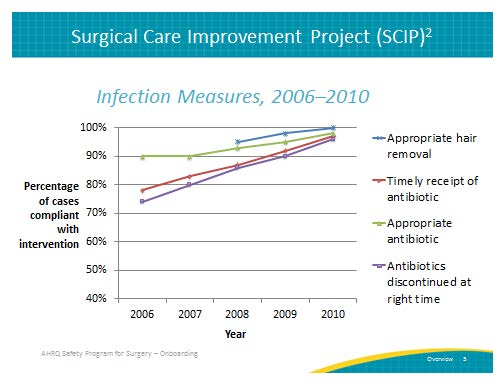 Surgical Care Improvement Project (SCIP)2
Infection Measures, 2006–2010
100%
90%
80%
70%
60%
50%
40%
Percentage
of cases
compliant
with
intervention
2006 2007 2008 2009 2010
Year
Appropriate hair
removal
Timely receipt of
antibiotic
Appropriate
antibiotic
Antibiotics
discontinued at
right time
AHRQ Safety Program for Surgery – Onboarding
Overview 5